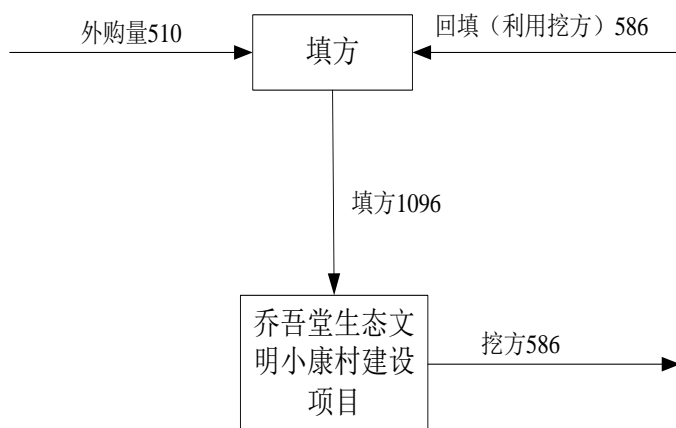 外购量510
填方
回填（利用挖方）586
填方1096
乔吾堂生态文
明小康村建设
项目
挖方586